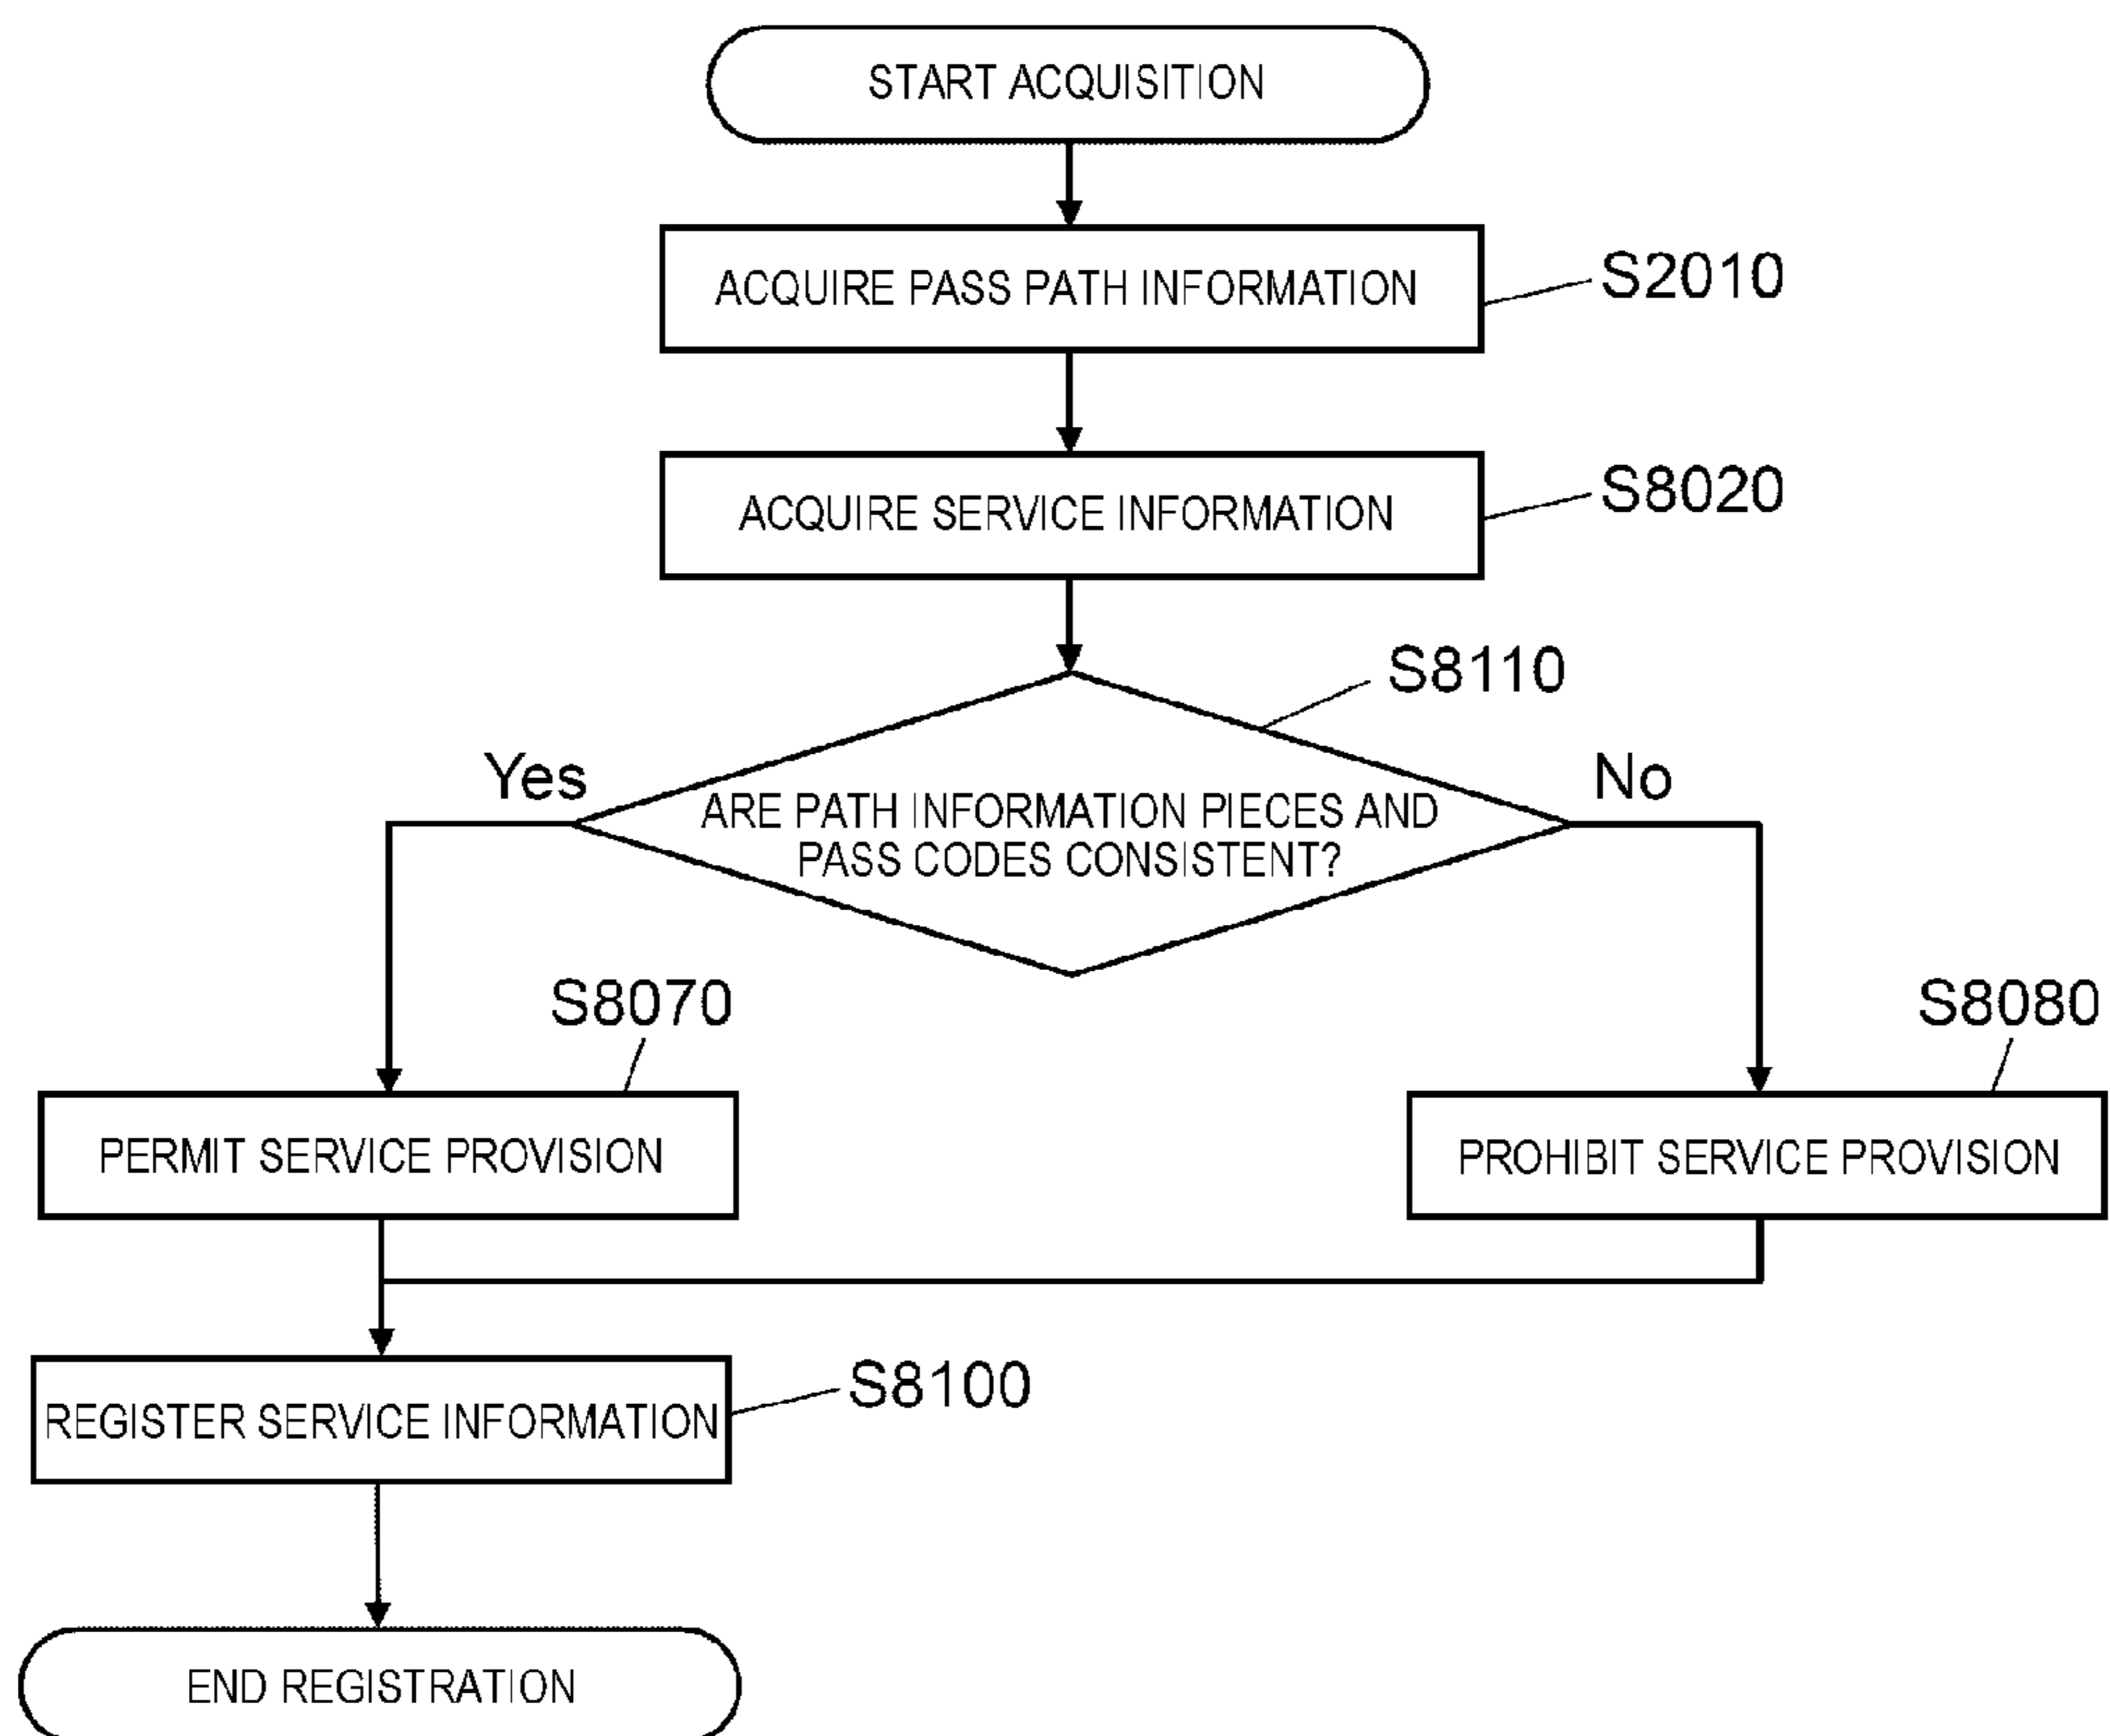 START ACQUISITION
ACQUIRE PASS PATH INFORMATION
S2010
ACQUIRE SERVICE INFORMATION
S8020
S8110
Yes
No
ARE PATH INFORMATION PIECES AND
PASS CODES CONSISTENT?
S8070
S8080
PERMIT SERVICE PROVISION
PROHIBIT SERVICE PROVISION
REGISTER SERVICE INFORMATION
S8100
END REGISTRATION